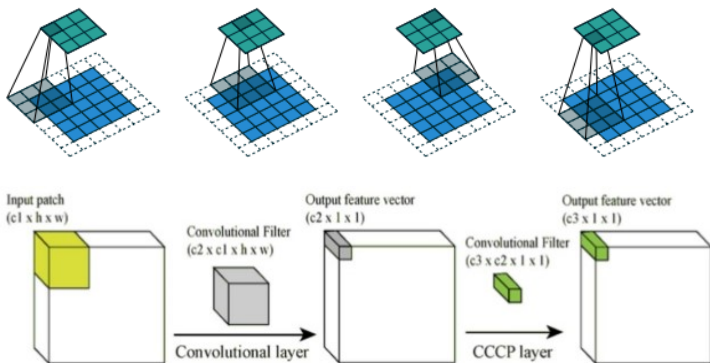 Input patch
(c1 x h x w)
Convolutional Filter
(c2 x c1 x h x w)
Convolutional layer
Output feature vector
(c2 x 1 x 1)
Convolutional Filter
(c3 x c2 x 1 x 1)
CCCP layer
Output feature vector
(c3 x 1 x 1)